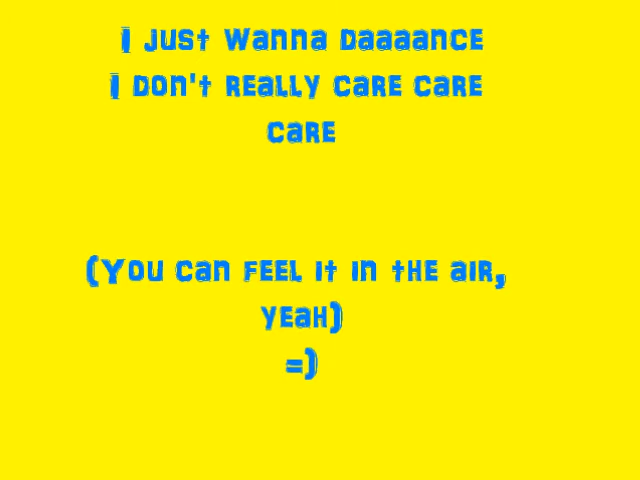 I just wanna daaaance
I don't really care care
care
(You can feel it in the air,
yeah)
=)